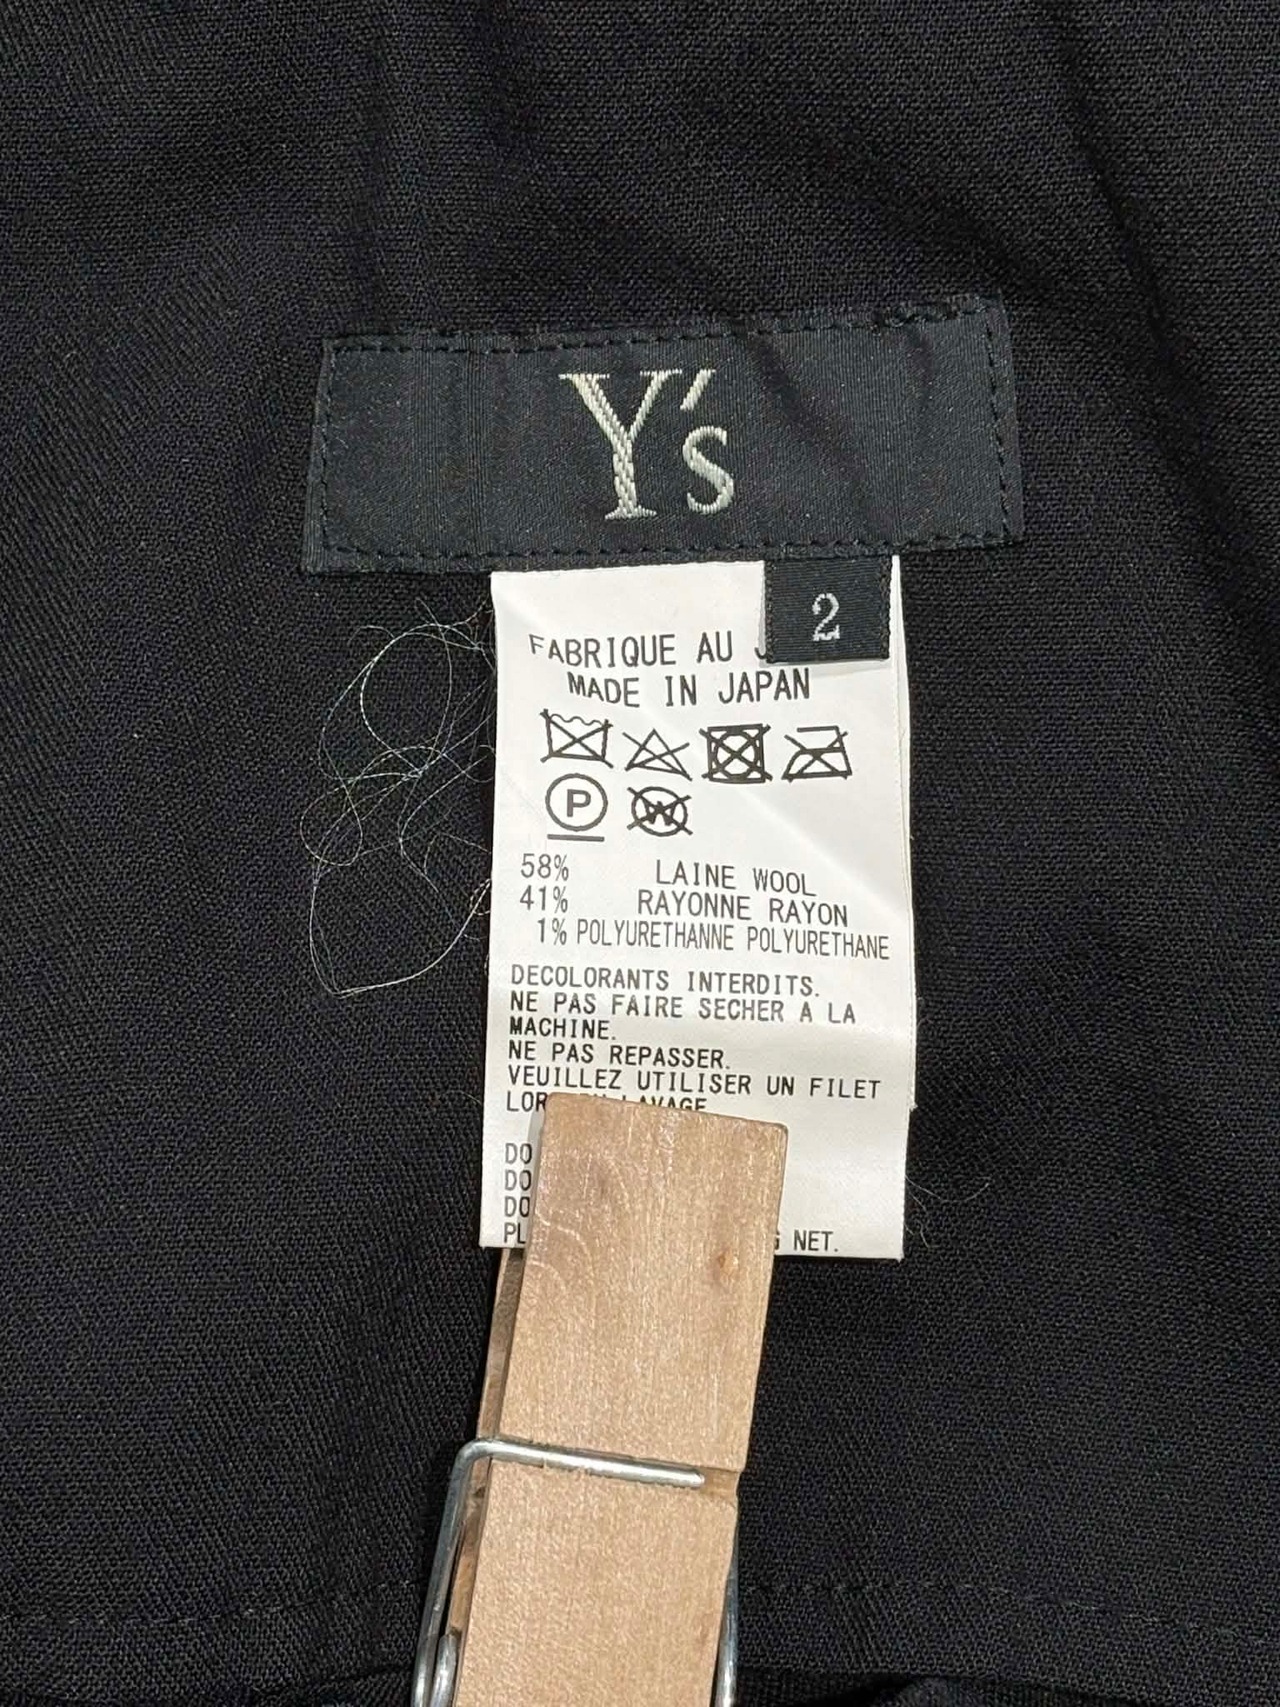 Y's
2
FABRIQUE AU
MADE IN JAPAN
P
W
58% LAINE WOOL
41% RAYONNE RAYON
1% POLYURETHANNE POLYURETHANE
DECOLORANTS INTERDITS.
NE PAS FAIRE SECHER A LA
MACHINE.
NE PAS REPASSER.
VEUILLEZ UTILISER UN FILET
LAVAGE
DO
DO
DO
NET.